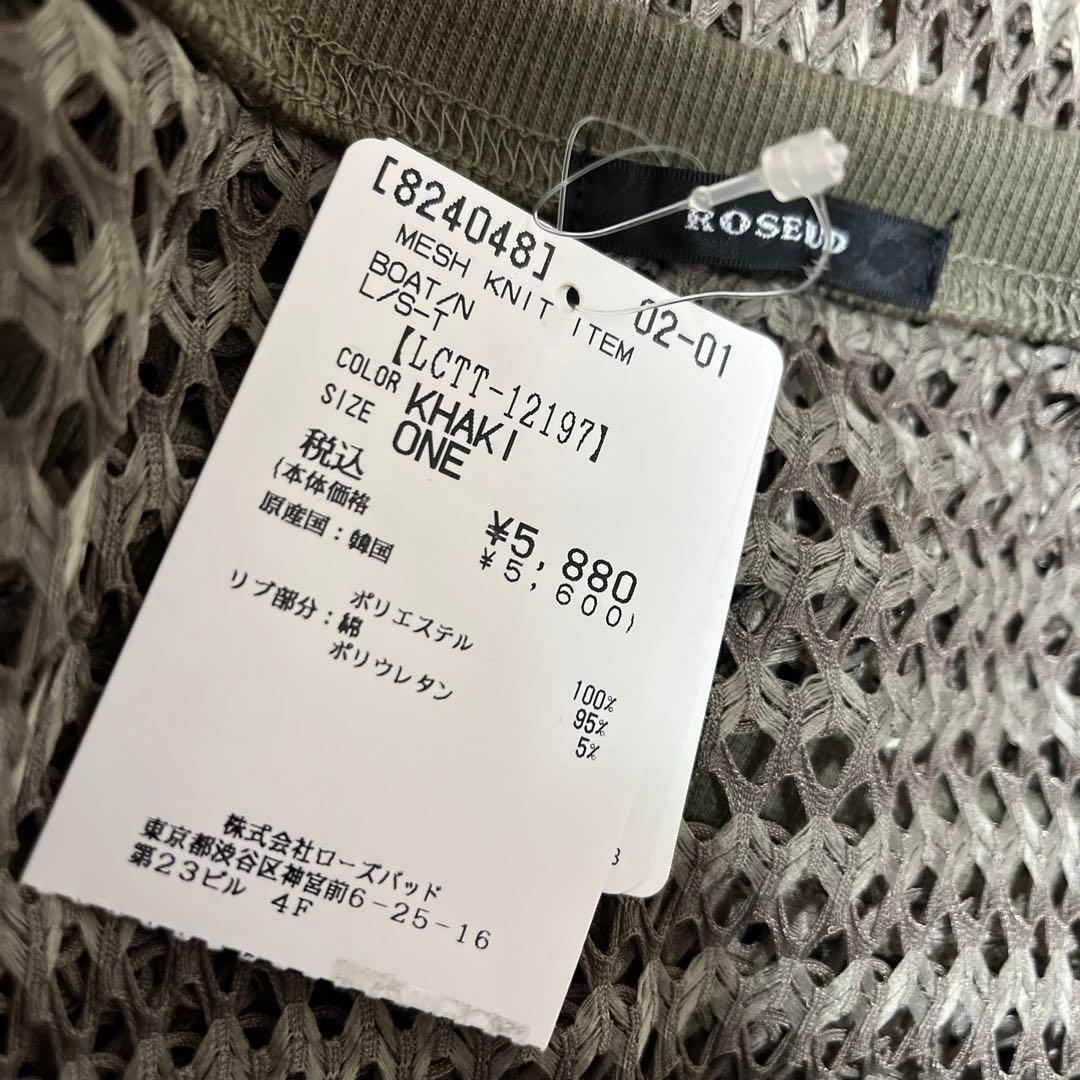 ROSEUD
[824048]
02-01
MESH KNIT ITEM
BOAT/N
L/S-T
【LCTT-12197】
COLOR KHAKI
SIZE ONE
税込 ¥5,880
(本体価格 ¥5,600)
原産国:韓国
ポリエステル 100%
リブ部分:綿 95%
ポリウレタン 5%
株式会社ローズバッド
東京都渋谷区神宮前6-25-16
第23ビル 4F